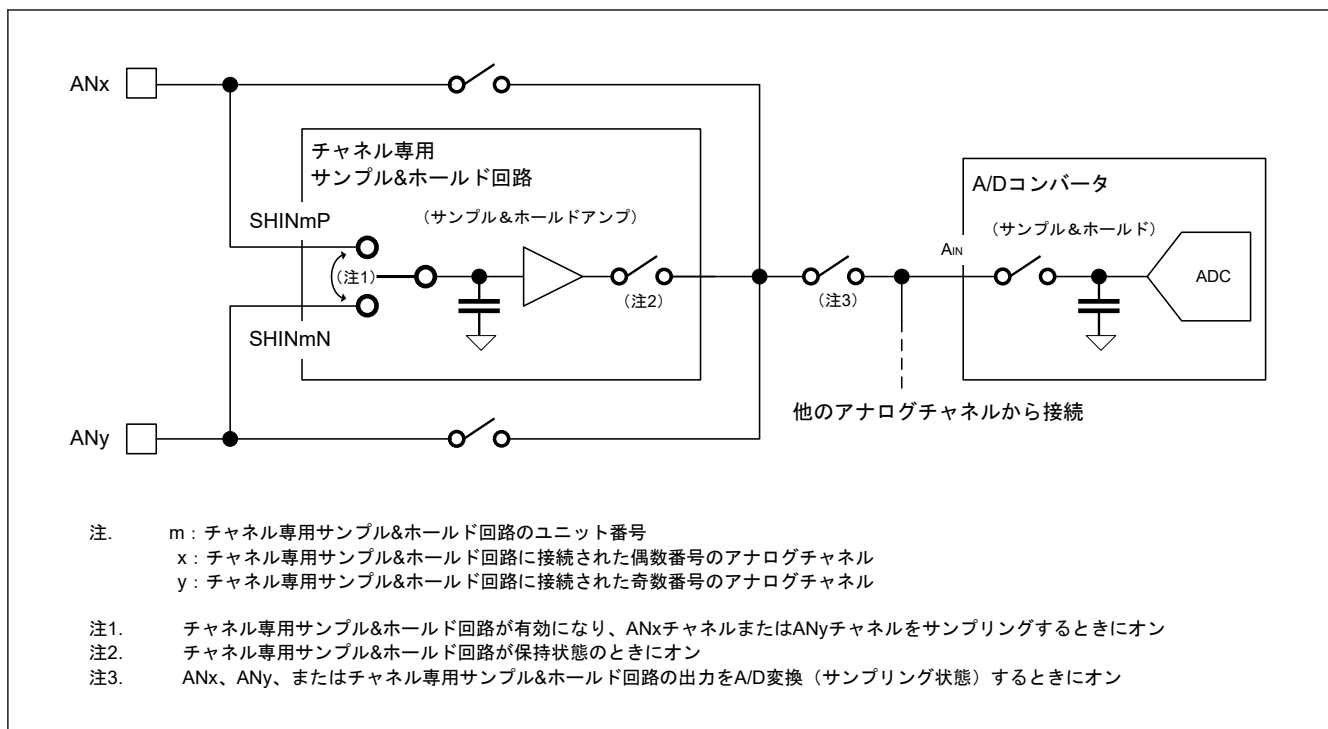 ANx
チャネル専用
サンプル&ホールド回路
A/Dコンバータ
SHINmP
（サンプル＆ホールドアンプ）
（サンプル＆ホールド）
AIN
（注1）
ADC
（注2）
（注3）
SHINmN
他のアナログチャネルから接続
ANy
注. m：チャネル専用サンプル&ホールド回路のユニット番号
x：チャネル専用サンプル&ホールド回路に接続された偶数番号のアナログチャネル
y：チャネル専用サンプル&ホールド回路に接続された奇数番号のアナログチャネル
注1. チャネル専用サンプル&ホールド回路が有効になり、ANxチャネルまたはANyチャネルをサンプリングするときにオン
注2. チャネル専用サンプル&ホールド回路が保持状態のときにオン
注3. ANx、ANy、またはチャネル専用サンプル&ホールド回路の出力をA/D変換（サンプリング状態）するときにオン